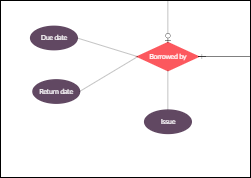 Due date
Borrowed by
Return date
Issue